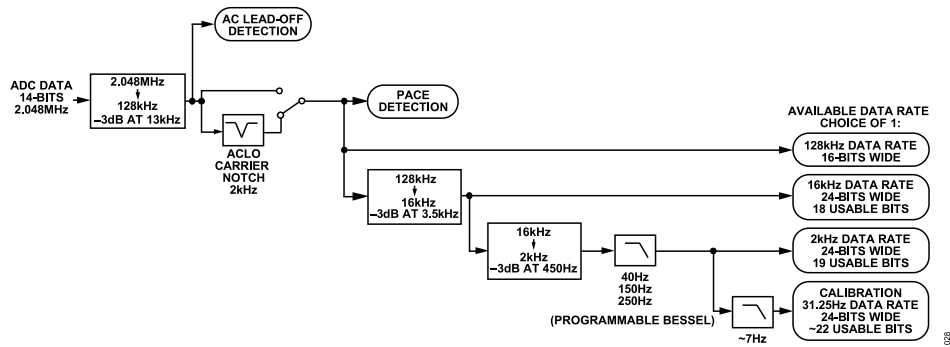 AC LEAD-OFF
DETECTION
ADC DATA
14-BITS
2.048MHz
2.048MHz
128kHz
–3dB AT 13kHz
ACLO
CARRIER
NOTCH
2kHz
PACE
DETECTION
AVAILABLE DATA RATE
CHOICE OF 1:
128kHz DATA RATE
16-BITS WIDE
128kHz
16kHz
–3dB AT 3.5kHz
16kHz DATA RATE
24-BITS WIDE
18 USABLE BITS
16kHz
2kHz
–3dB AT 450Hz
40Hz
150Hz
250Hz
(PROGRAMMABLE BESSEL)
2kHz DATA RATE
24-BITS WIDE
19 USABLE BITS
~7Hz
CALIBRATION
31.25Hz DATA RATE
24-BITS WIDE
~22 USABLE BITS
028